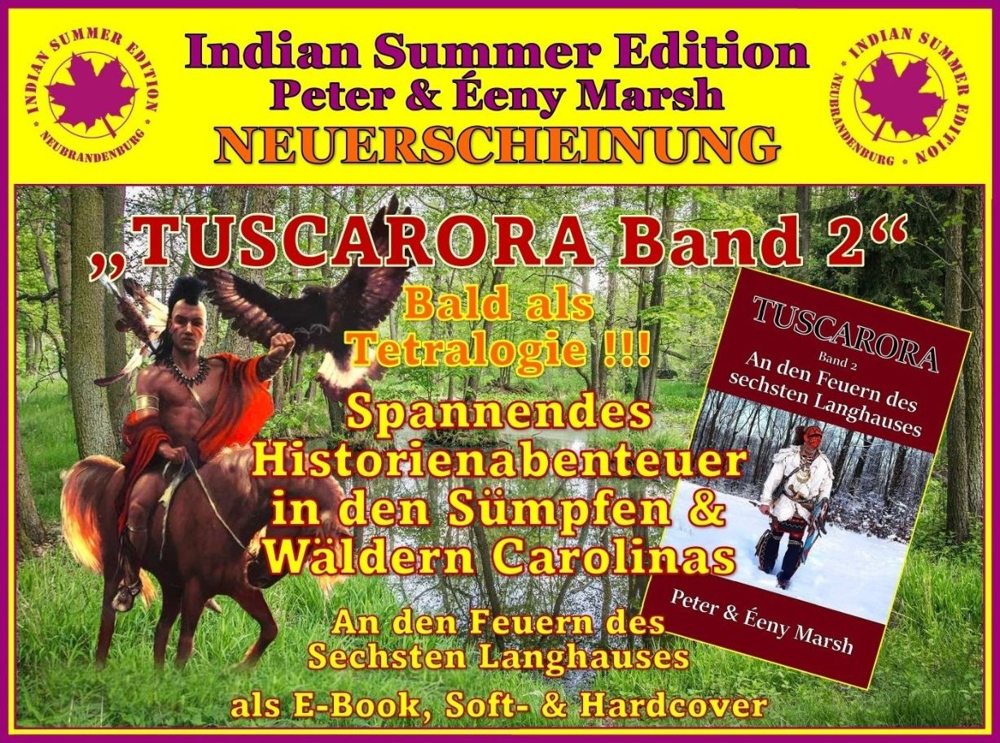 INDIAN SUMMER EDITION * NEUBRANDENBURG *
Indian Summer Edition
Peter & Éeny Marsh
NEUERSCHEINUNG
INDIAN SUMMER EDITION * NEUBRANDENBURG *
„TUSCARORA Band 2“
Bald als
Tetralogie !!!
Spannendes
Historienabenteuer
in den Sümpfen &
Wäldern Carolinas
An den Feuern des
Sechsten Langhauses
als E-Book, Soft- & Hardcover
TUSCARORA
Band 2
An den Feuern des
sechsten Langhauses
Peter & Éeny Marsh